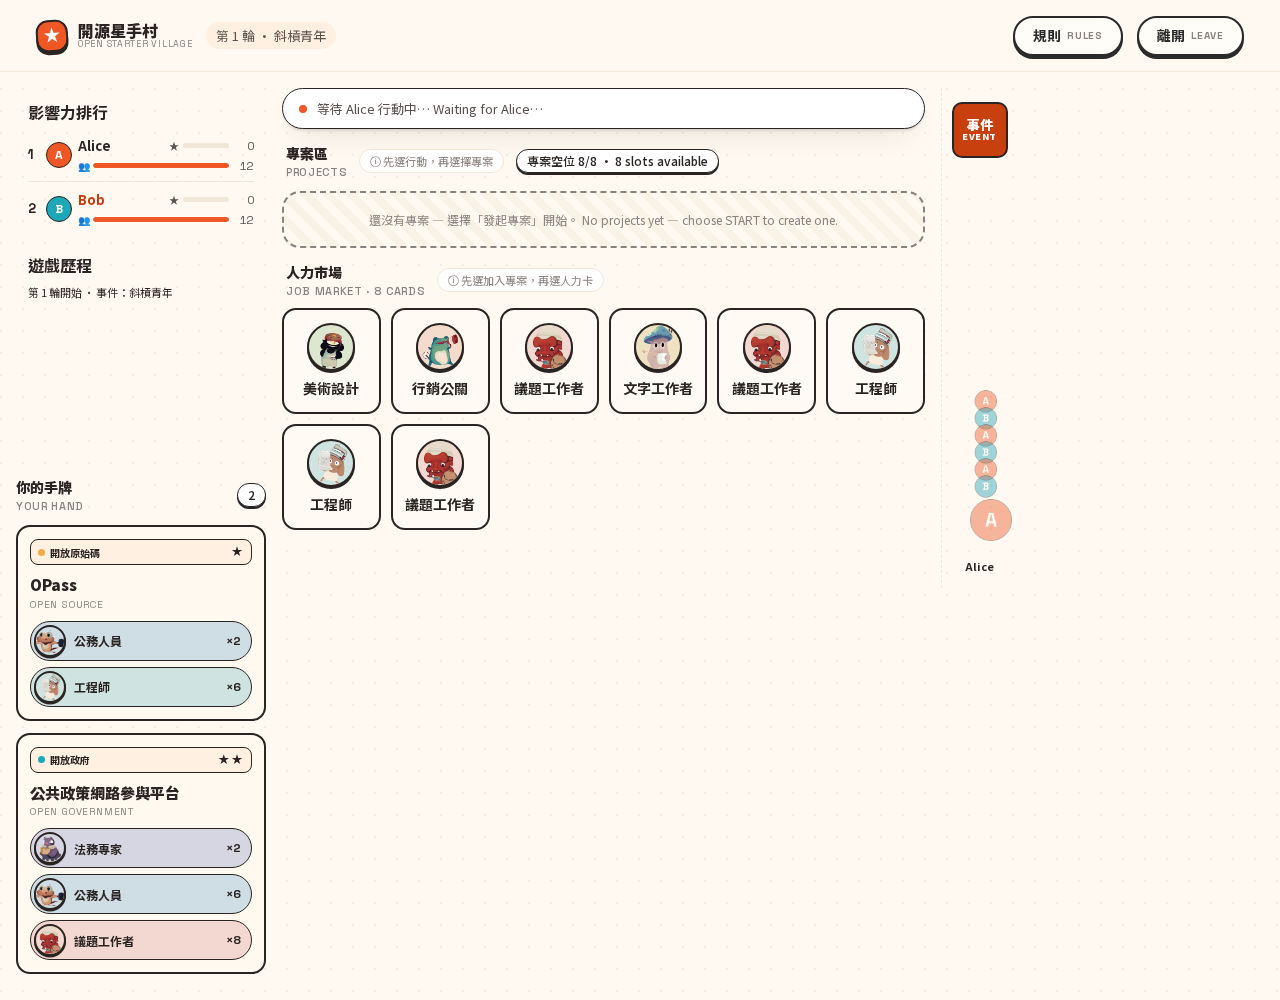 開源星手村
OPEN STARTER VILLAGE
第 1 輪 · 斜槓青年
規則 RULES
離開 LEAVE
影響力排行
1 A Alice ★ 0
12
2 B Bob ★ 0
12
遊戲歷程
第 1 輪開始 · 事件：斜槓青年
等待 Alice 行動中··· Waiting for Alice···
專案區
PROJECTS
ⓘ 先選行動，再選擇專案
專案空位 8/8 · 8 slots available
還沒有專案 — 選擇「發起專案」開始。 No projects yet — choose START to create one.
人力市場
JOB MARKET · 8 CARDS
ⓘ 先選加入專案，再選人力卡
美術設計
行銷公關
議題工作者
文字工作者
議題工作者
工程師
工程師
議題工作者
事件
EVENT
A
B
A
B
A
B
A
Alice
你的手牌
YOUR HAND
2
開放原始碼 ★
OPass
OPEN SOURCE
公務人員 ×2
工程師 ×6
開放政府 ★★
公共政策網路參與平台
OPEN GOVERNMENT
法務專家 ×2
公務人員 ×6
議題工作者 ×8